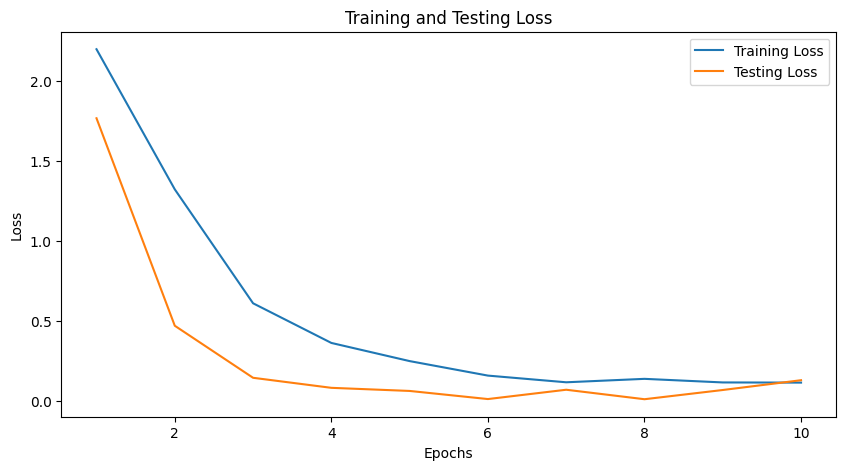 Training and Testing Loss
Training Loss
Testing Loss
2.0
1.5
1.0
0.5
0.0
Loss
2 4 6 8 10
Epochs